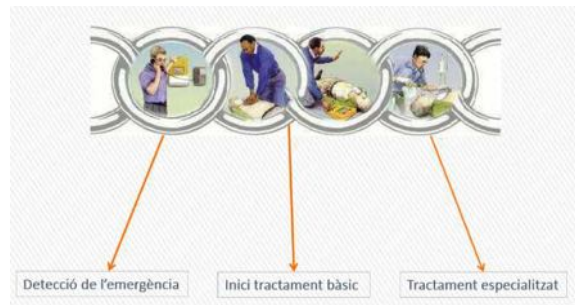 Detecció de l'emergència
Inici tractament bàsic
Tractament especialitzat